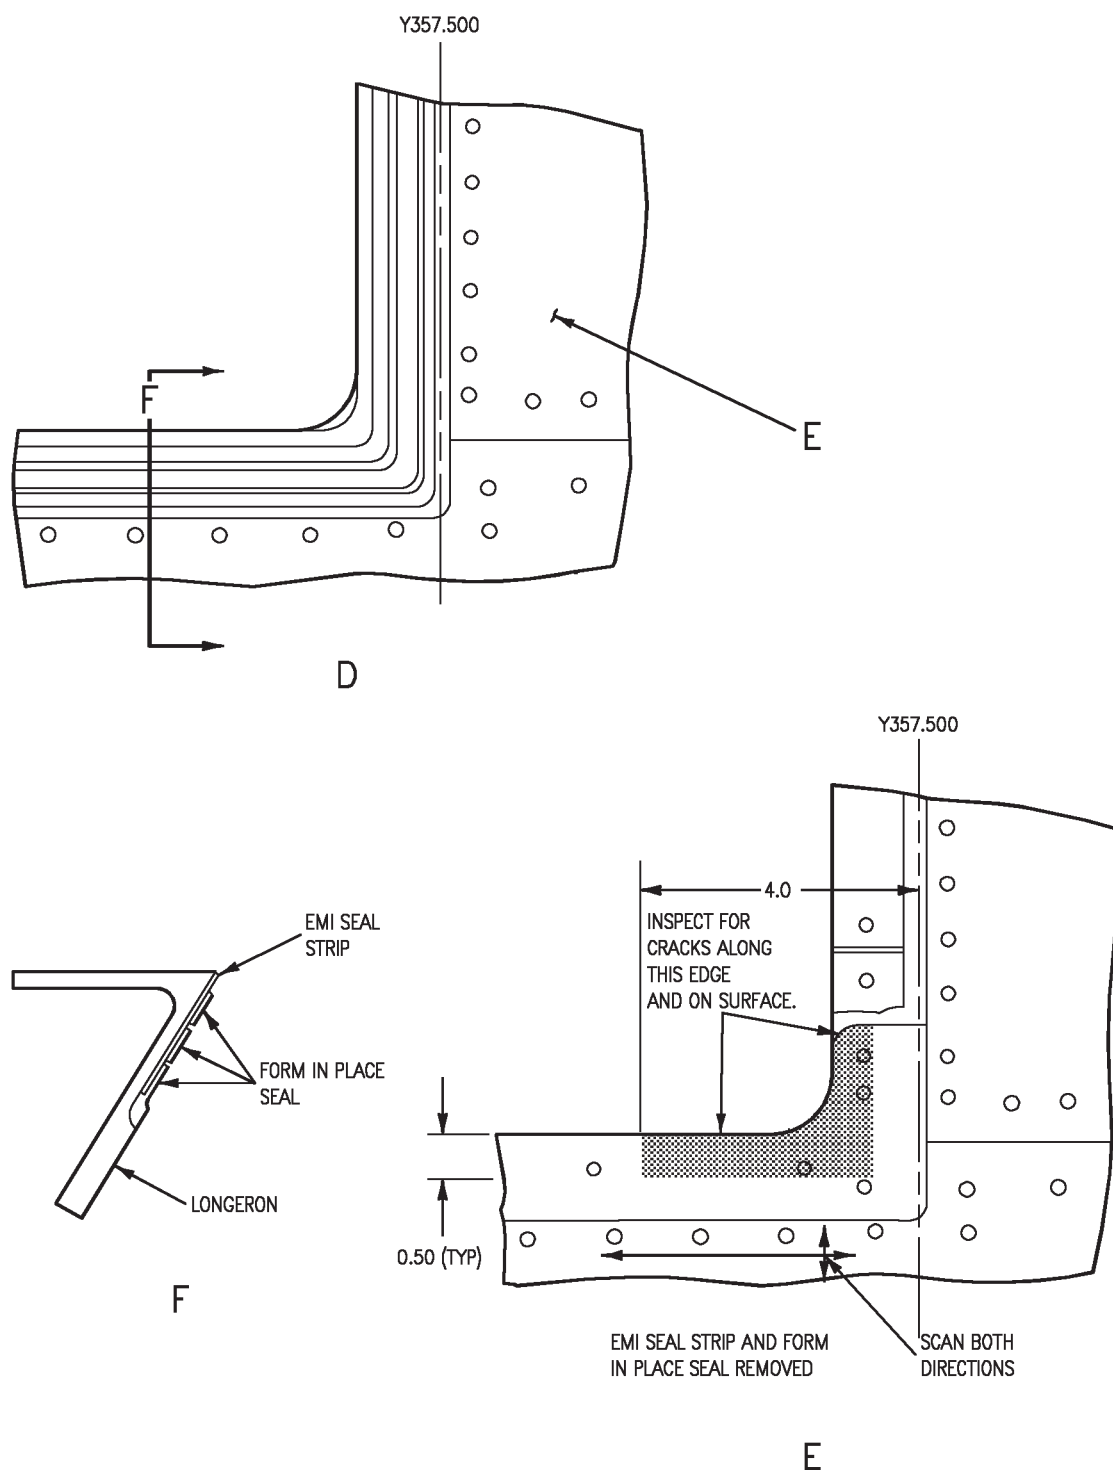 Y357.500
F
E
D
Y357.500
4.0
INSPECT FOR
CRACKS ALONG
THIS EDGE
AND ON SURFACE.
EMI SEAL
STRIP
FORM IN PLACE
SEAL
LONGERON
F
0.50 (TYP)
EMI SEAL STRIP AND FORM
IN PLACE SEAL REMOVED
SCAN BOTH
DIRECTIONS
E